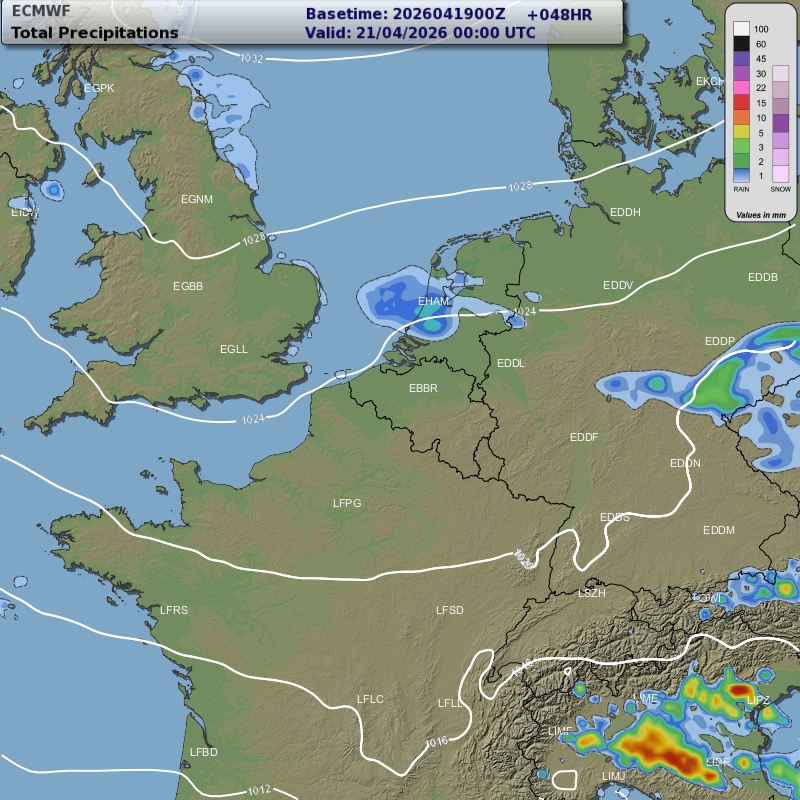 ECMWF
Basetime: 2026041900Z +048HR
Total Precipitations
Valid: 21/04/2026 00:00 UTC
100
60
45
30
22
15
10
5
3
2
1
RAIN SNOW
Values in mm
1032
EGPK
EKCH
1028
EGNM
EDDH
1028
EGBB
EDDV
EDDB
EHAM
1024
EGLL
EDDP
EDDL
EBBR
1024
EDDF
EDDN
LFPG
EDDS
EDDM
1020
LSZH
LOWI
LFRS
LFSD
1016
LFLC
LFLL
LIME
LIPZ
LIMF
1016
LFBD
LIPE
LIMJ
1012